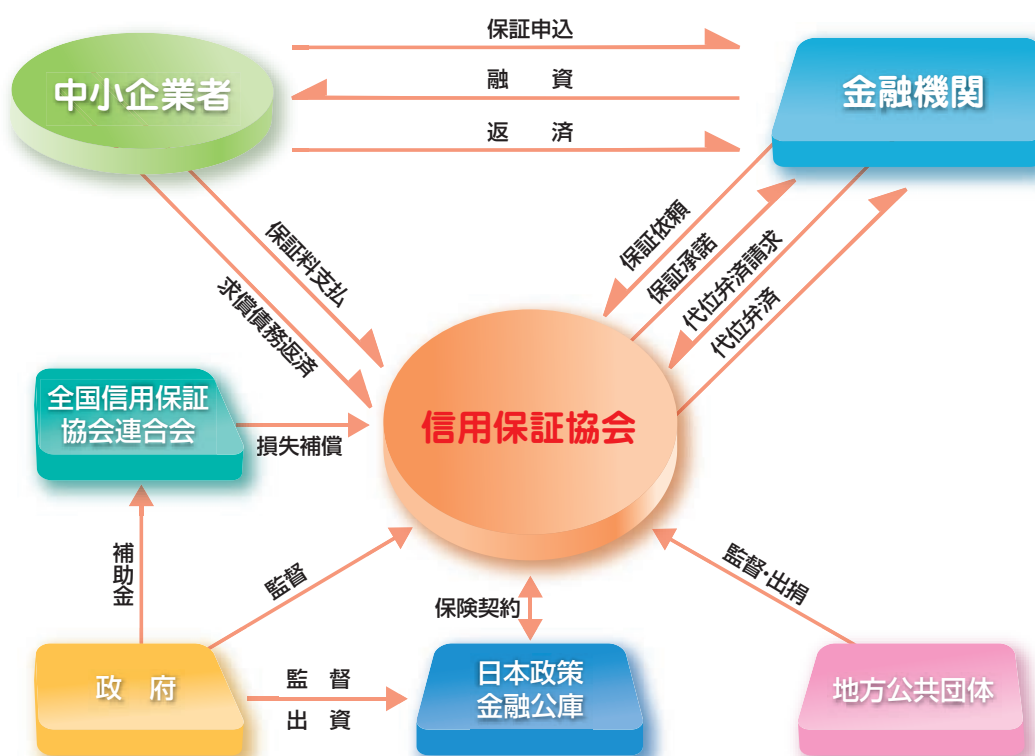 保証申込
中小企業者
融　資
金融機関
返　済
保証料支払
求償債務返済
保証依頼
保証承諾
代位弁済請求
代位弁済
全国信用保証
協会連合会
損失補償
信用保証協会
補助金
監督
保険契約
監督・出捐
政　府
監　督
出　資
日本政策
金融公庫
地方公共団体